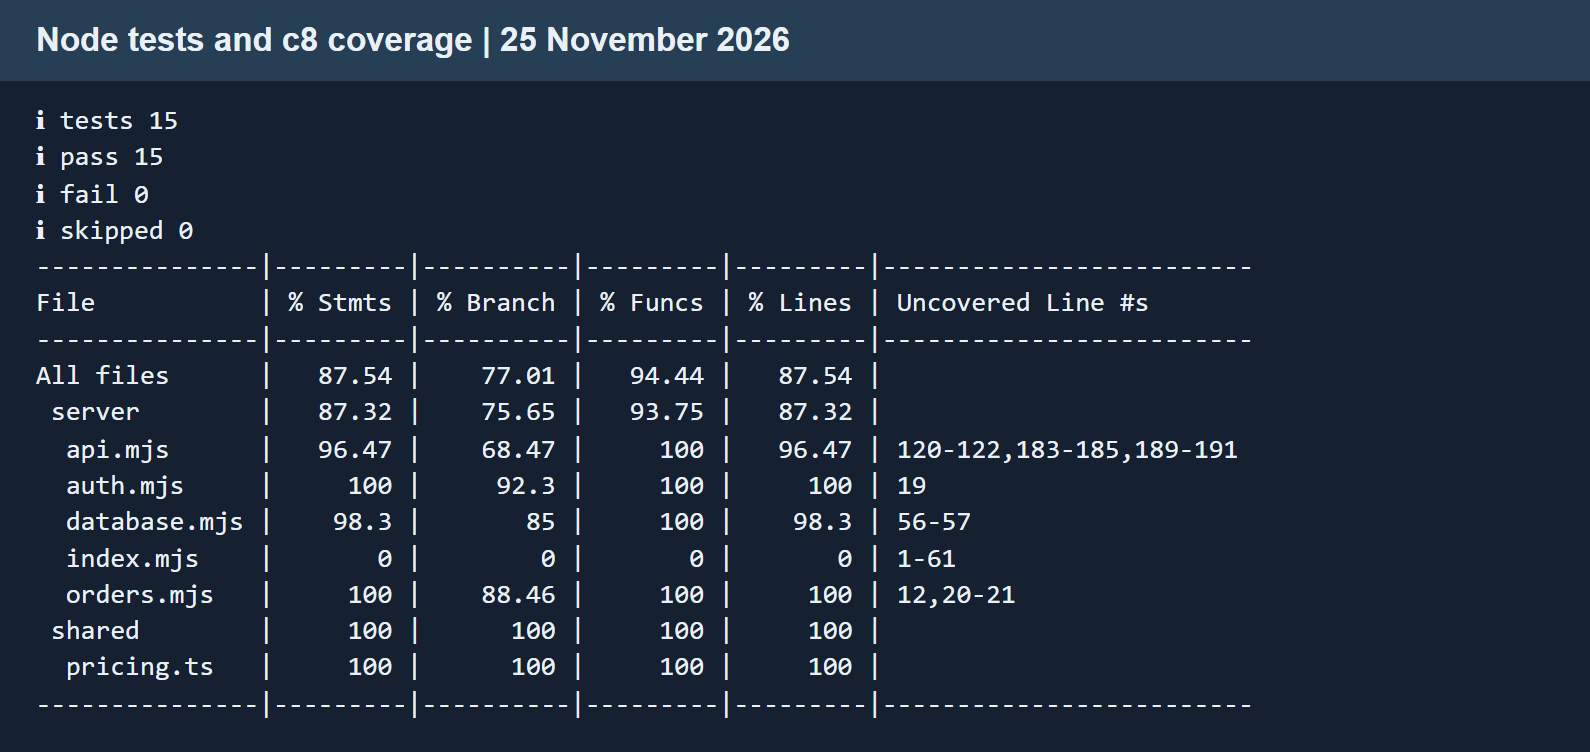 Node tests and c8 coverage | 25 November 2026
ℹ tests 15
ℹ pass 15
ℹ fail 0
ℹ skipped 0
---------------|---------|----------|---------|---------|-------------------------
File           | % Stmts | % Branch | % Funcs | % Lines | Uncovered Line #s
---------------|---------|----------|---------|---------|-------------------------
All files      |   87.54 |    77.01 |   94.44 |   87.54 |
 server        |   87.32 |    75.65 |   93.75 |   87.32 |
  api.mjs      |   96.47 |    68.47 |     100 |   96.47 | 120-122,183-185,189-191
  auth.mjs     |     100 |     92.3 |     100 |     100 | 19
  database.mjs |    98.3 |       85 |     100 |    98.3 | 56-57
  index.mjs    |       0 |        0 |       0 |       0 | 1-61
  orders.mjs   |     100 |    88.46 |     100 |     100 | 12,20-21
 shared        |     100 |      100 |     100 |     100 |
  pricing.ts   |     100 |      100 |     100 |     100 |
---------------|---------|----------|---------|---------|-------------------------